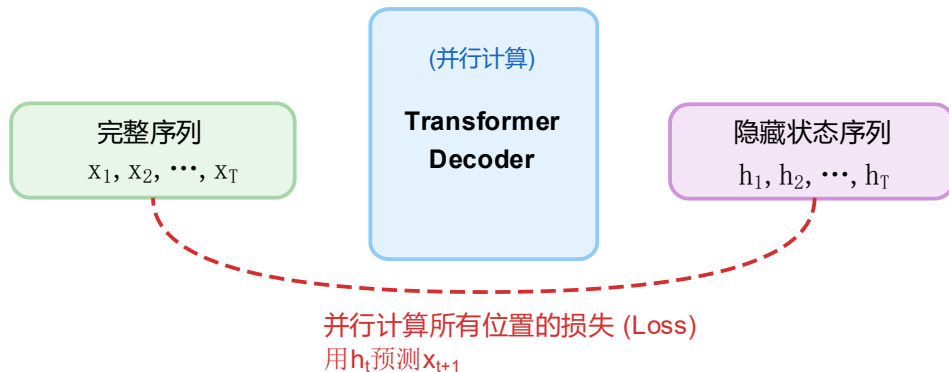 (并行计算)
Transformer
Decoder
完整序列
x₁, x₂, ⋯, x_T
隐藏状态序列
h₁, h₂, ⋯, h_T
并行计算所有位置的损失 (Loss)
用hₜ预测xₜ₊₁